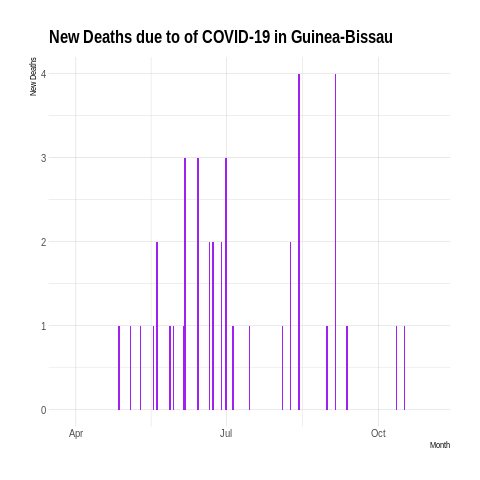 New Deaths due to of COVID-19 in Guinea-Bissau
New Deaths
4
3
2
1
0
Apr Jul Oct
Month